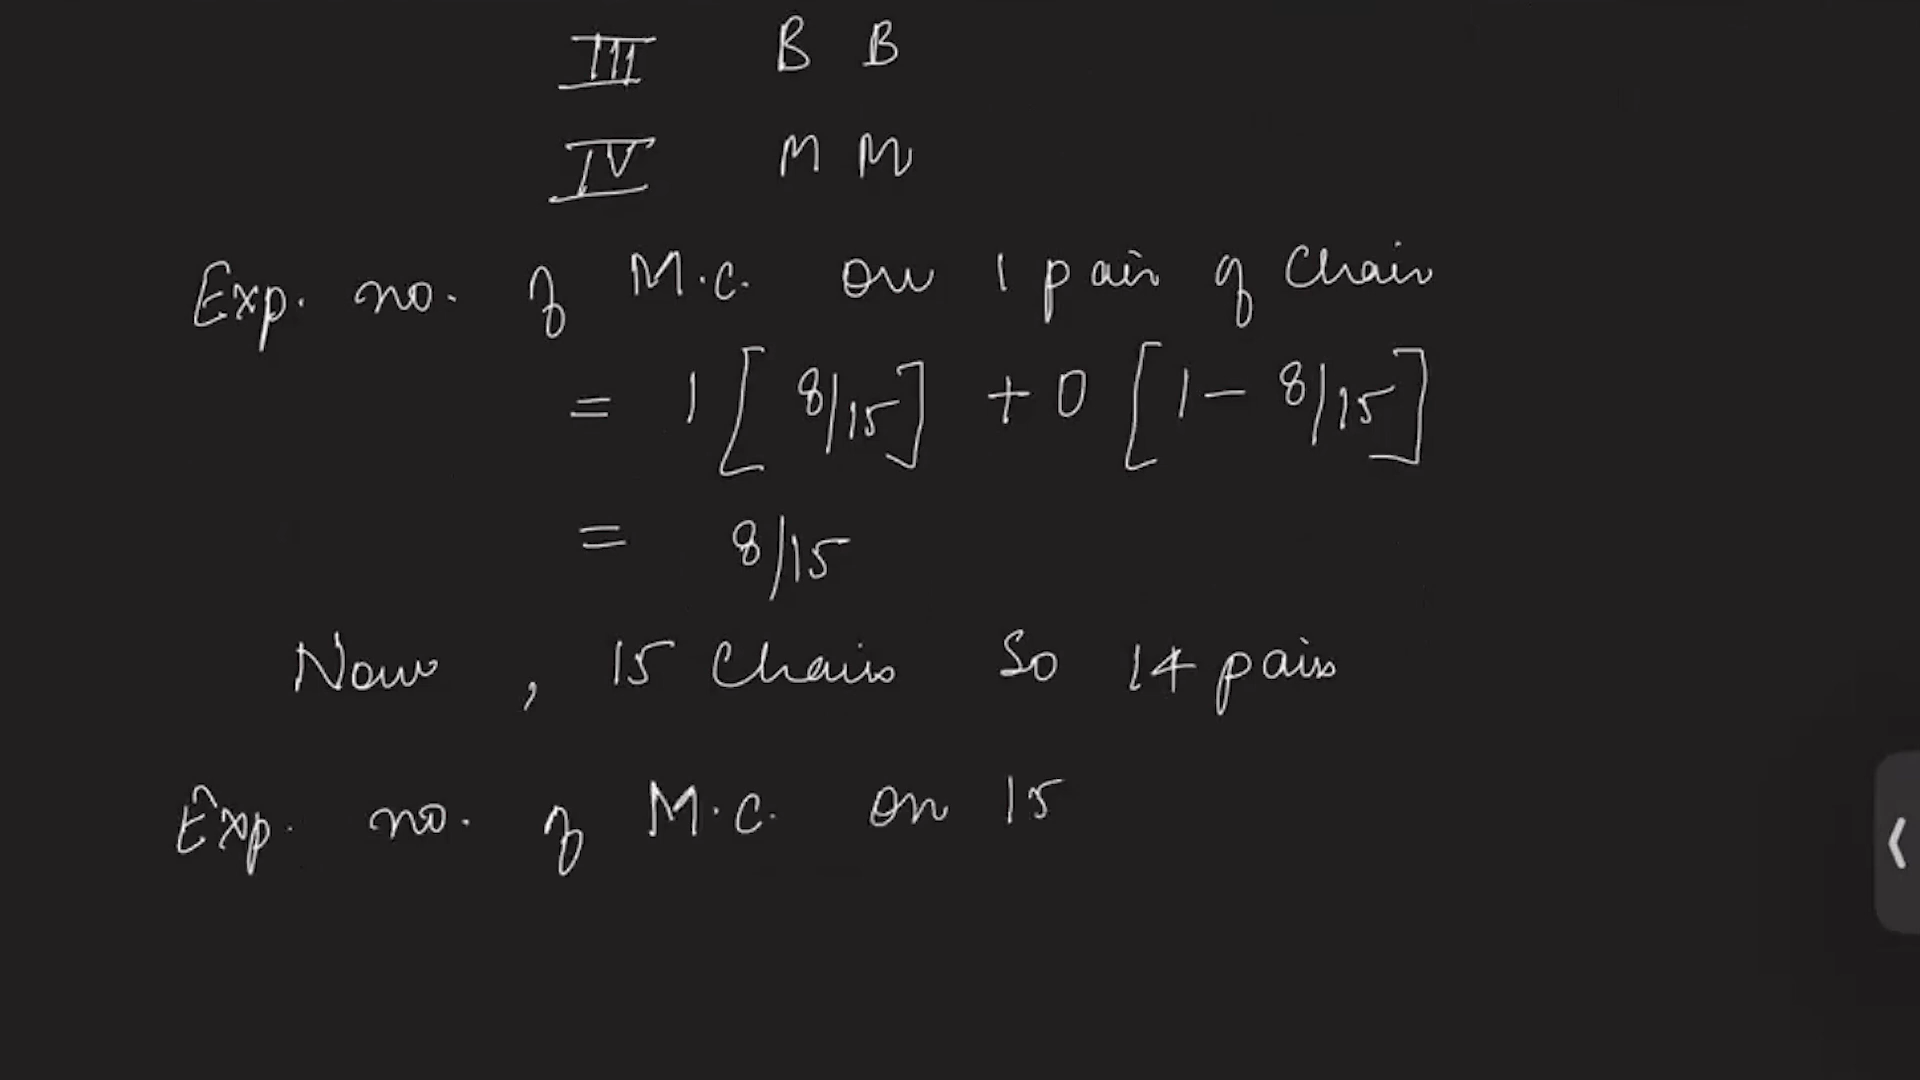 III B B
IV M M
Exp. no. of M.C. on 1 pair of Chair
= 1 [ 8/15 ] + 0 [ 1 - 8/15 ]
= 8/15
Now, 15 Chairs So 14 pairs
Exp. no. of M.C. on 15